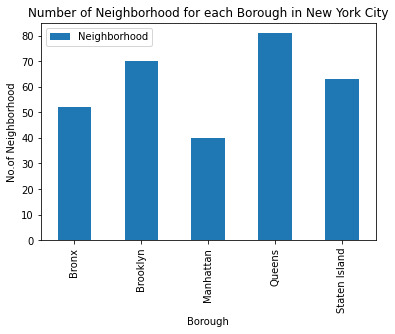 Number of Neighborhood for each Borough in New York City
Neighborhood
80
70
60
50
40
30
20
10
0
No.of Neighborhood
Bronx
Brooklyn
Manhattan
Queens
Staten Island
Borough